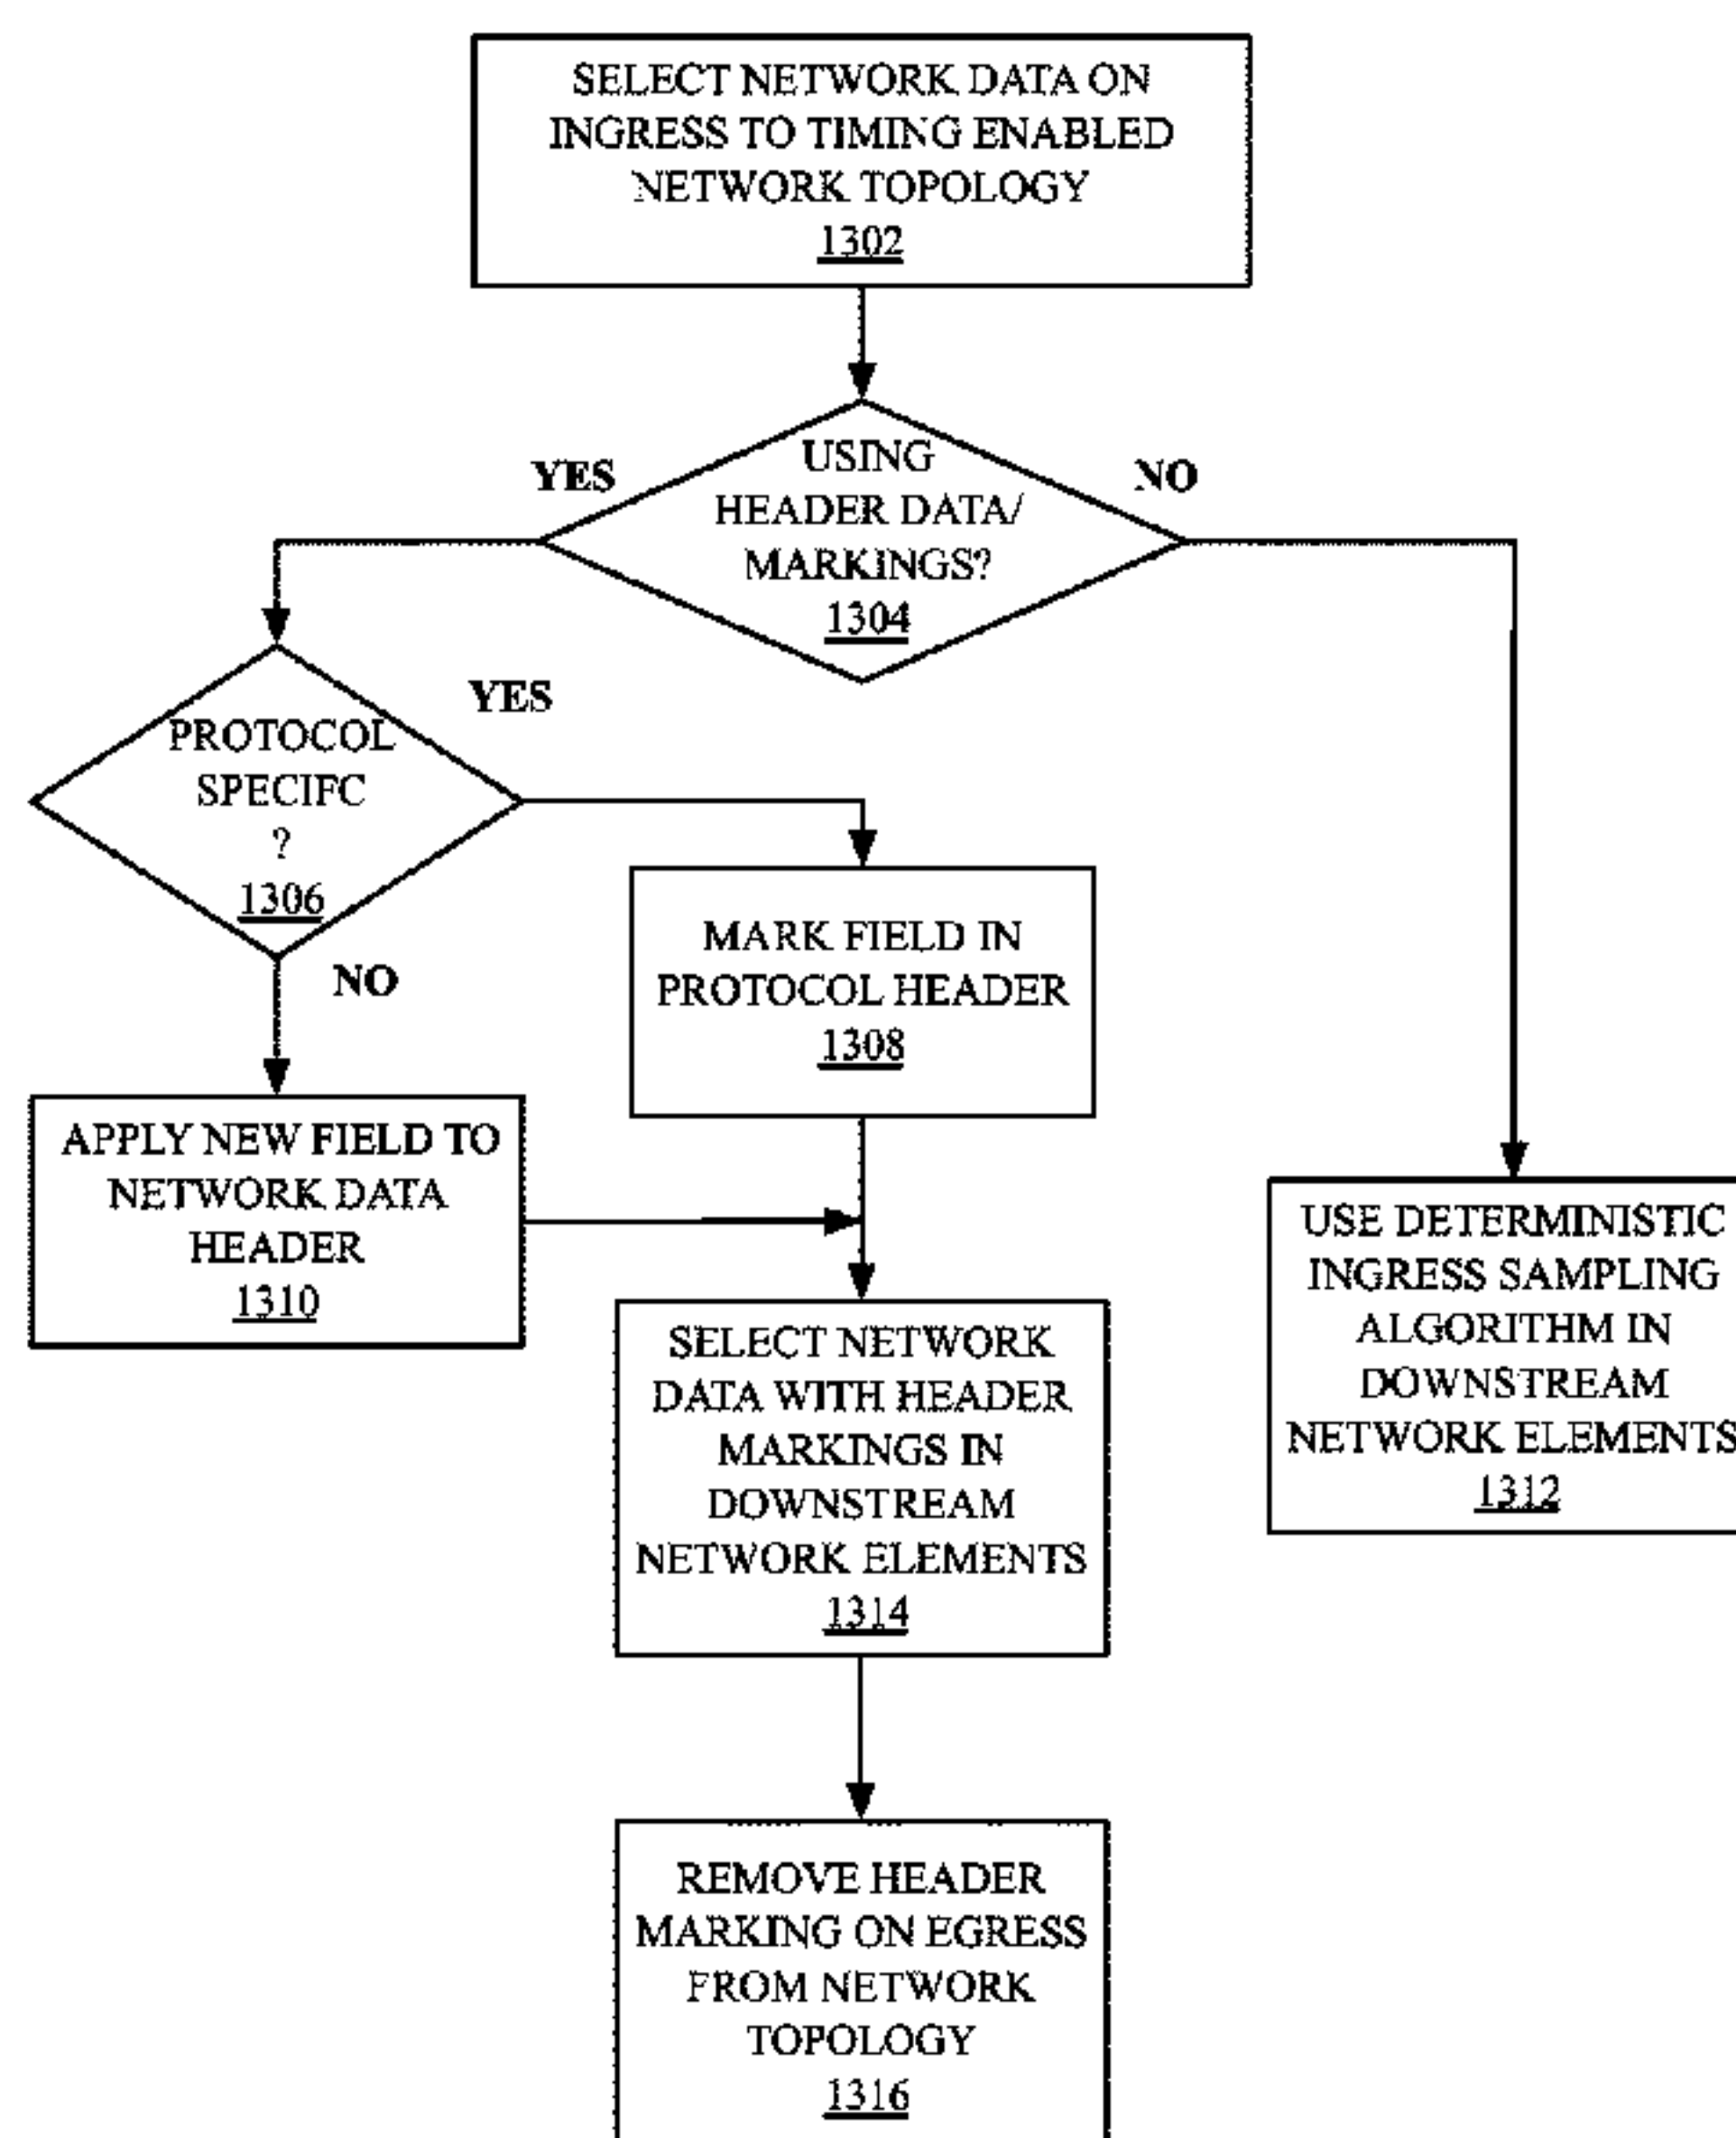 SELECT NETWORK DATA ON
INGRESS TO TIMING ENABLED
NETWORK TOPOLOGY
1302
USING
HEADER DATA/
MARKINGS?
1304
YES
NO
PROTOCOL
SPECIFC
?
1306
YES
NO
MARK FIELD IN
PROTOCOL HEADER
1308
APPLY NEW FIELD TO
NETWORK DATA
HEADER
1310
USE DETERMINISTIC
INGRESS SAMPLING
ALGORITHM IN
DOWNSTREAM
NETWORK ELEMENTS
1312
SELECT NETWORK
DATA WITH HEADER
MARKINGS IN
DOWNSTREAM
NETWORK ELEMENTS
1314
REMOVE HEADER
MARKING ON EGRESS
FROM NETWORK
TOPOLOGY
1316